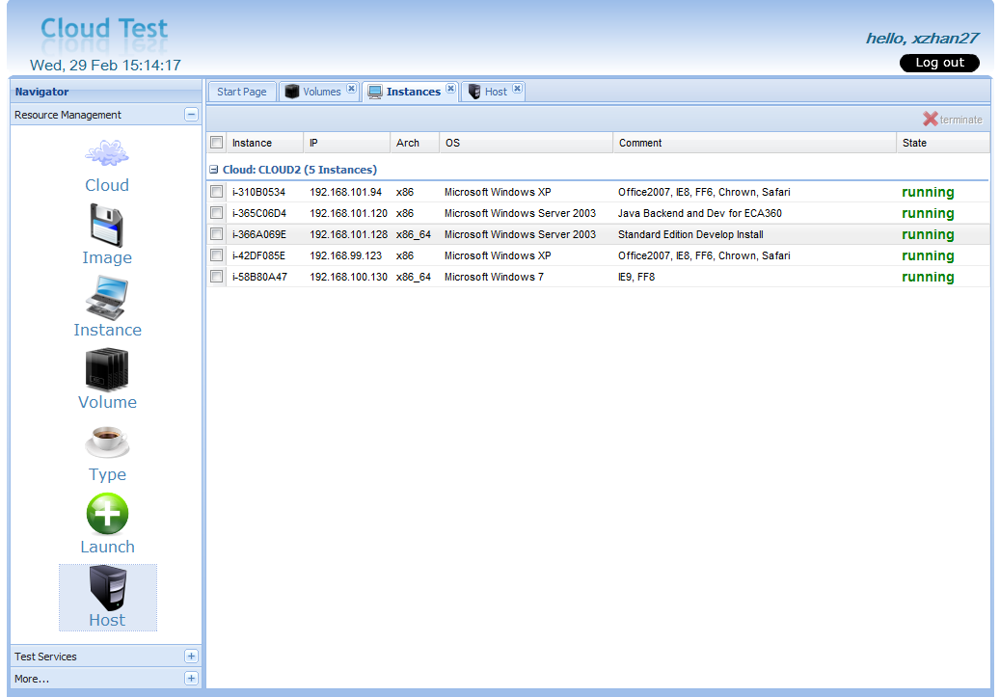 Cloud Test
hello, xzhan27
Wed, 29 Feb 15:14:17
Log out
Navigator
Resource Management
Cloud
Image
Instance
Volume
Type
Launch
Host
Test Services
More...
Start Page Volumes Instances Host
terminate
Instance IP Arch OS Comment State
Cloud: CLOUD2 (5 Instances)
i-310B0534 192.168.101.94 x86 Microsoft Windows XP Office2007, IE8, FF6, Chrown, Safari running
i-365C06D4 192.168.101.120 x86 Microsoft Windows Server 2003 Java Backend and Dev for ECA360 running
i-366A069E 192.168.101.128 x86_64 Microsoft Windows Server 2003 Standard Edition Develop Install running
i-42DF085E 192.168.99.123 x86 Microsoft Windows XP Office2007, IE8, FF6, Chrown, Safari running
i-58B80A47 192.168.100.130 x86_64 Microsoft Windows 7 IE9, FF8 running